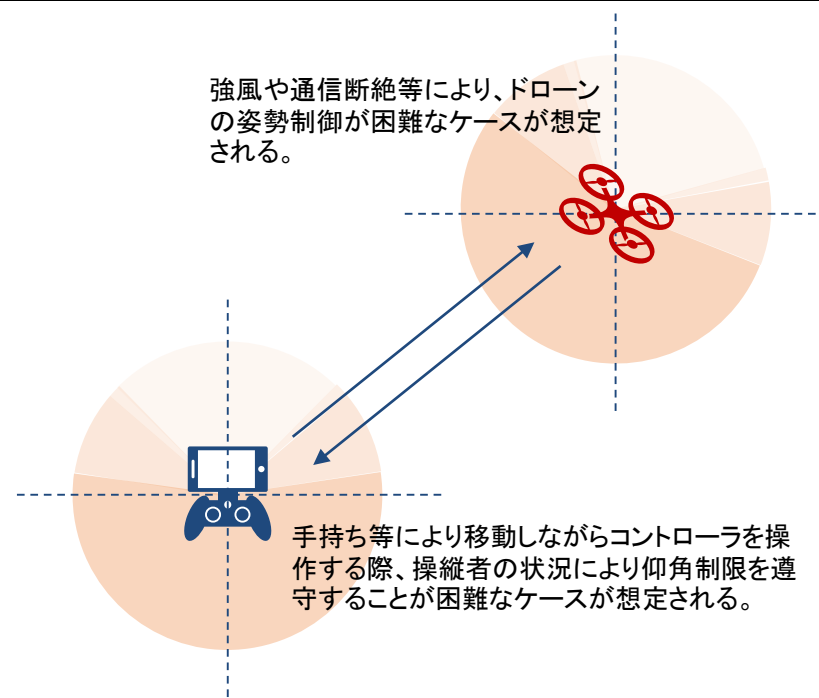 強風や通信断絶等により、ドローン
の姿勢制御が困難なケースが想定
される。
手持ち等により移動しながらコントローラを操
作する際、操縦者の状況により仰角制限を遵
守することが困難なケースが想定される。